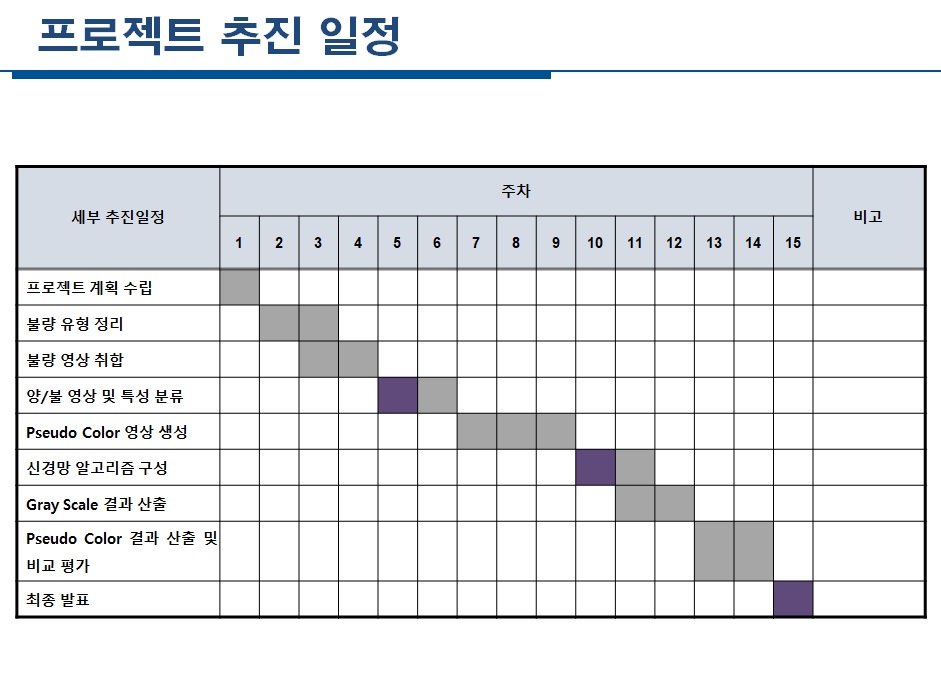 프로젝트 추진 일정
세부 추진일정
주차
비고
1 2 3 4 5 6 7 8 9 10 11 12 13 14 15
프로젝트 계획 수립
불량 유형 정리
불량 영상 취합
양/불 영상 및 특성 분류
Pseudo Color 영상 생성
신경망 알고리즘 구성
Gray Scale 결과 산출
Pseudo Color 결과 산출 및
비교 평가
최종 발표